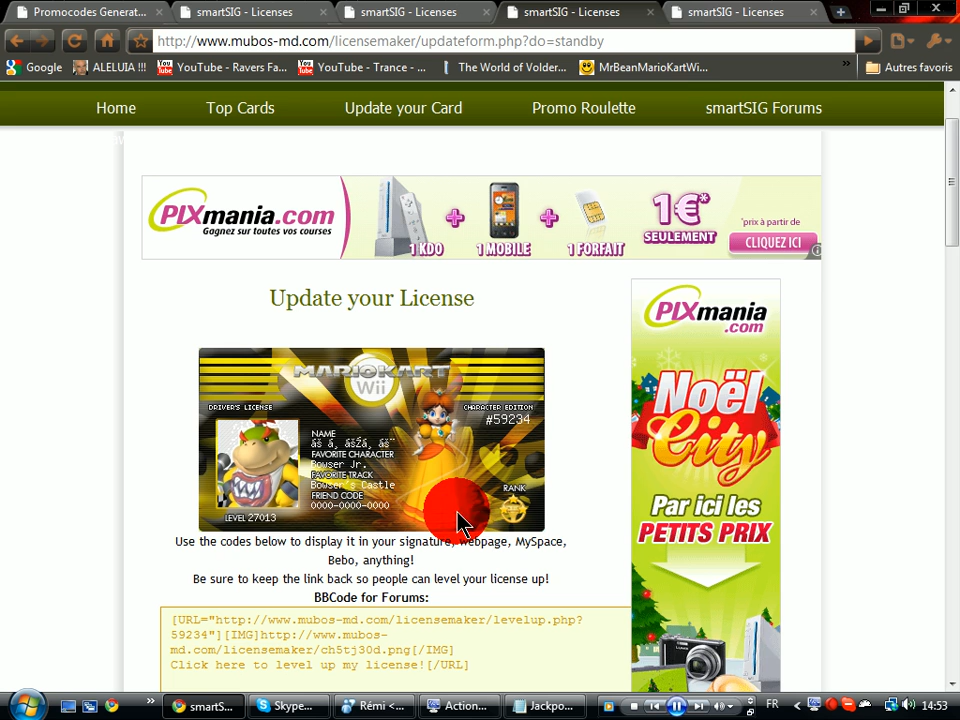 Promocodes Generat...
smartSIG - Licenses
smartSIG - Licenses
smartSIG - Licenses
smartSIG - Licenses
http://www.mubos-md.com/licensemaker/updateform.php?do=standby
Google
ALELUIA !!!
YouTube - Ravers Fa...
YouTube - Trance - ...
The World of Volder...
MrBeanMarioKartWi...
»
Autres favoris
Home
Top Cards
Update your Card
Promo Roulette
smartSIG Forums
PIXmania.com
Gagnez sur toutes vos courses
1 KDO
+
1 MOBILE
+
1 FORFAIT
1€*
SEULEMENT
*prix à partir de
CLIQUEZ ICI
Update your License
MARIOKART
Wii
DRIVER'S LICENSE
CHARACTER EDITION
#59234
NAME
FAVORITE CHARACTER
Bowser Jr.
FAVORITE TRACK
Bowser's Castle
FRIEND CODE
0000-0000-0000
RANK
LEVEL 27013
Use the codes below to display it in your signature, webpage, MySpace,
Bebo, anything!
Be sure to keep the link back so people can level your license up!
BBCode for Forums:
[URL="http://www.mubos-md.com/licensemaker/levelup.php?
59234"][IMG]http://www.mubos-
md.com/licensemaker/ch5tj30d.png[/IMG]
Click here to level up my license![/URL]
PIXmania
.com
Noël
City
Par ici les
PETITS PRIX
»
smartS...
Skype...
Rémi <...
Action...
Jackpo...
FR
14:53